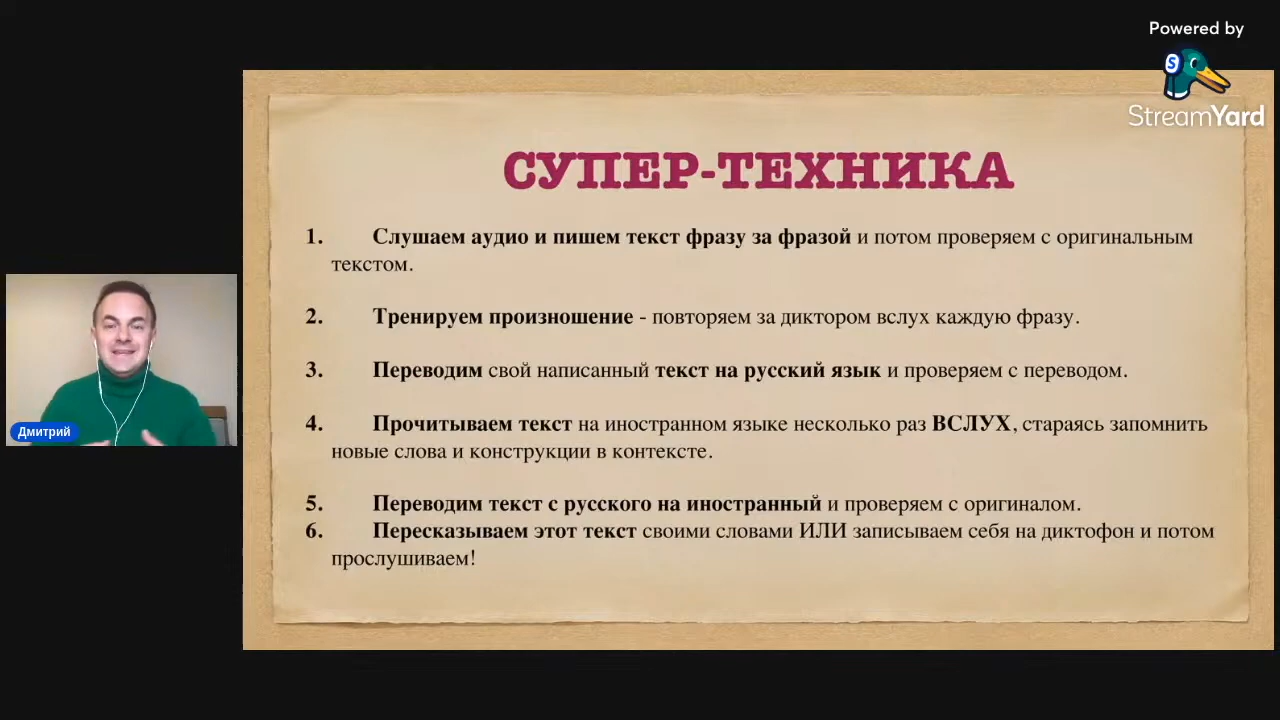 Powered by
StreamYard
СУПЕР-ТЕХНИКА
1. Слушаем аудио и пишем текст фразу за фразой и потом проверяем с оригинальным
текстом.
2. Тренируем произношение - повторяем за диктором вслух каждую фразу.
3. Переводим свой написанный текст на русский язык и проверяем с переводом.
4. Прочитываем текст на иностранном языке несколько раз ВСЛУХ, стараясь запомнить
новые слова и конструкции в контексте.
5. Переводим текст с русского на иностранный и проверяем с оригиналом.
6. Пересказываем этот текст своими словами ИЛИ записываем себя на диктофон и потом
прослушиваем!
Дмитрий